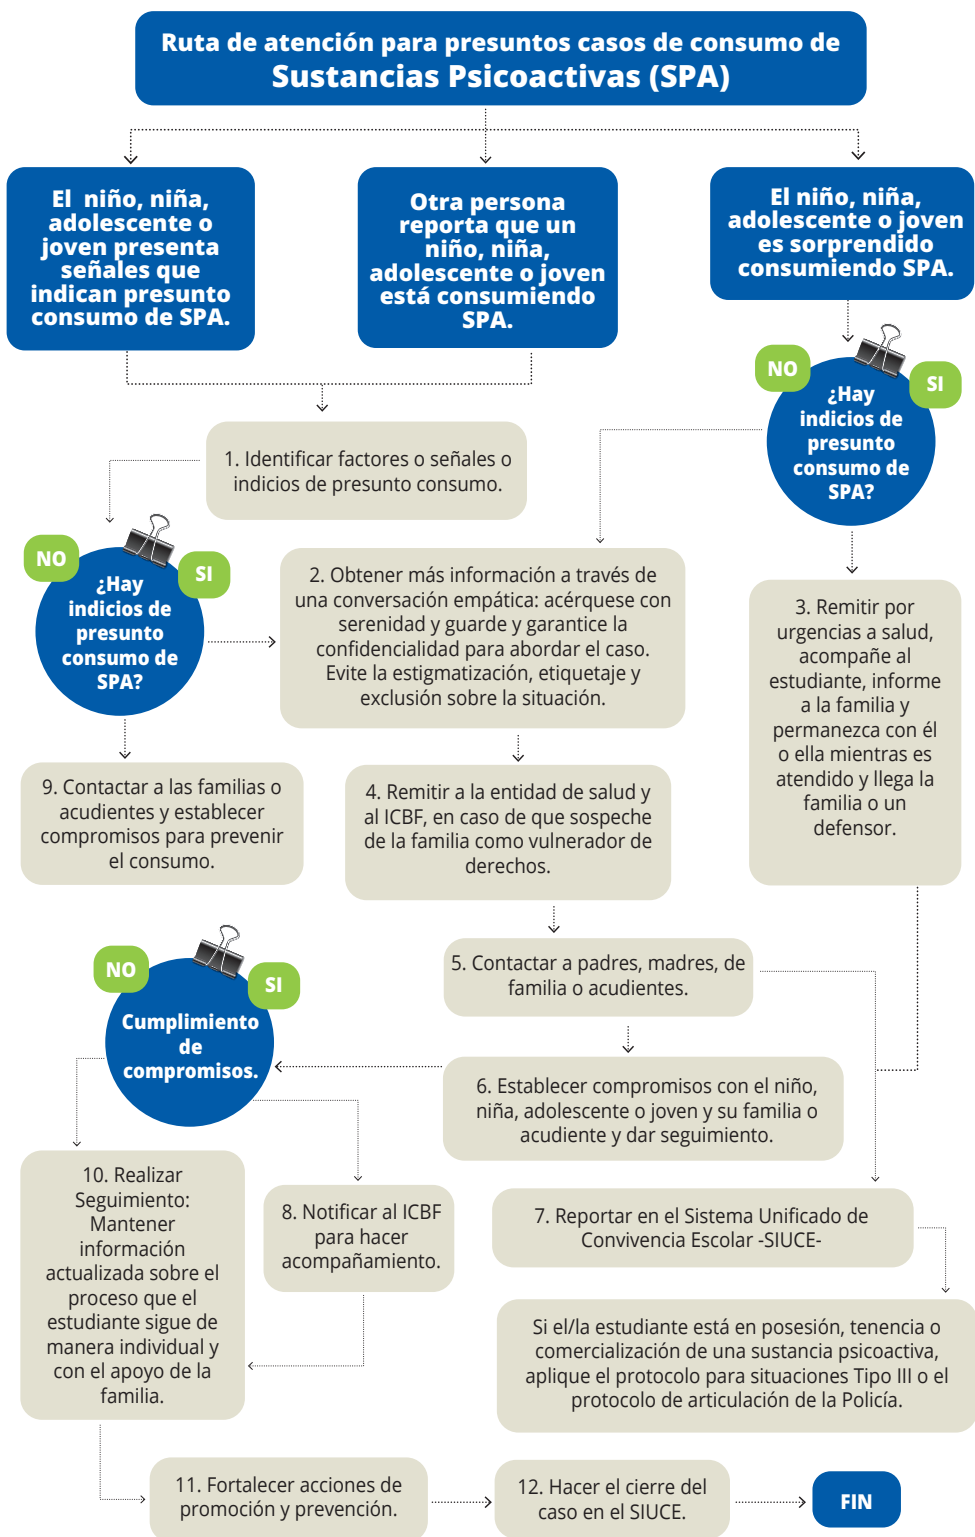 Ruta de atención para presuntos casos de consumo de
Sustancias Psicoactivas (SPA)
El niño, niña,
adolescente o
joven presenta
señales que
indican presunto
consumo de SPA.
Otra persona
reporta que un
niño, niña,
adolescente o joven
está consumiendo
SPA.
El niño, niña,
adolescente o joven
es sorprendido
consumiendo SPA.
NO
SI
¿Hay
indicios de
presunto
consumo de
SPA?
1. Identificar factores o señales o
indicios de presunto consumo.
NO
SI
¿Hay
indicios de
presunto
consumo de
SPA?
2. Obtener más información a través de
una conversación empática: acérquese con
serenidad y guarde y garantice la
confidencialidad para abordar el caso.
Evite la estigmatización, etiquetaje y
exclusión sobre la situación.
3. Remitir por
urgencias a salud,
acompañe al
estudiante, informe
a la familia y
permanezca con él
o ella mientras es
atendido y llega la
familia o un
defensor.
9. Contactar a las familias o
acudientes y establecer
compromisos para prevenir
el consumo.
4. Remitir a la entidad de salud y
al ICBF, en caso de que sospeche
de la familia como vulnerador de
derechos.
5. Contactar a padres, madres, de
familia o acudientes.
NO
SI
Cumplimiento
de
compromisos.
6. Establecer compromisos con el niño,
niña, adolescente o joven y su familia o
acudiente y dar seguimiento.
10. Realizar
Seguimiento:
Mantener
información
actualizada sobre el
proceso que el
estudiante sigue de
manera individual y
con el apoyo de la
familia.
8. Notificar al ICBF
para hacer
acompañamiento.
7. Reportar en el Sistema Unificado de
Convivencia Escolar -SIUCE-
Si el/la estudiante está en posesión, tenencia o
comercialización de una sustancia psicoactiva,
aplique el protocolo para situaciones Tipo III o el
protocolo de articulación de la Policía.
11. Fortalecer acciones de
promoción y prevención.
12. Hacer el cierre del
caso en el SIUCE.
FIN